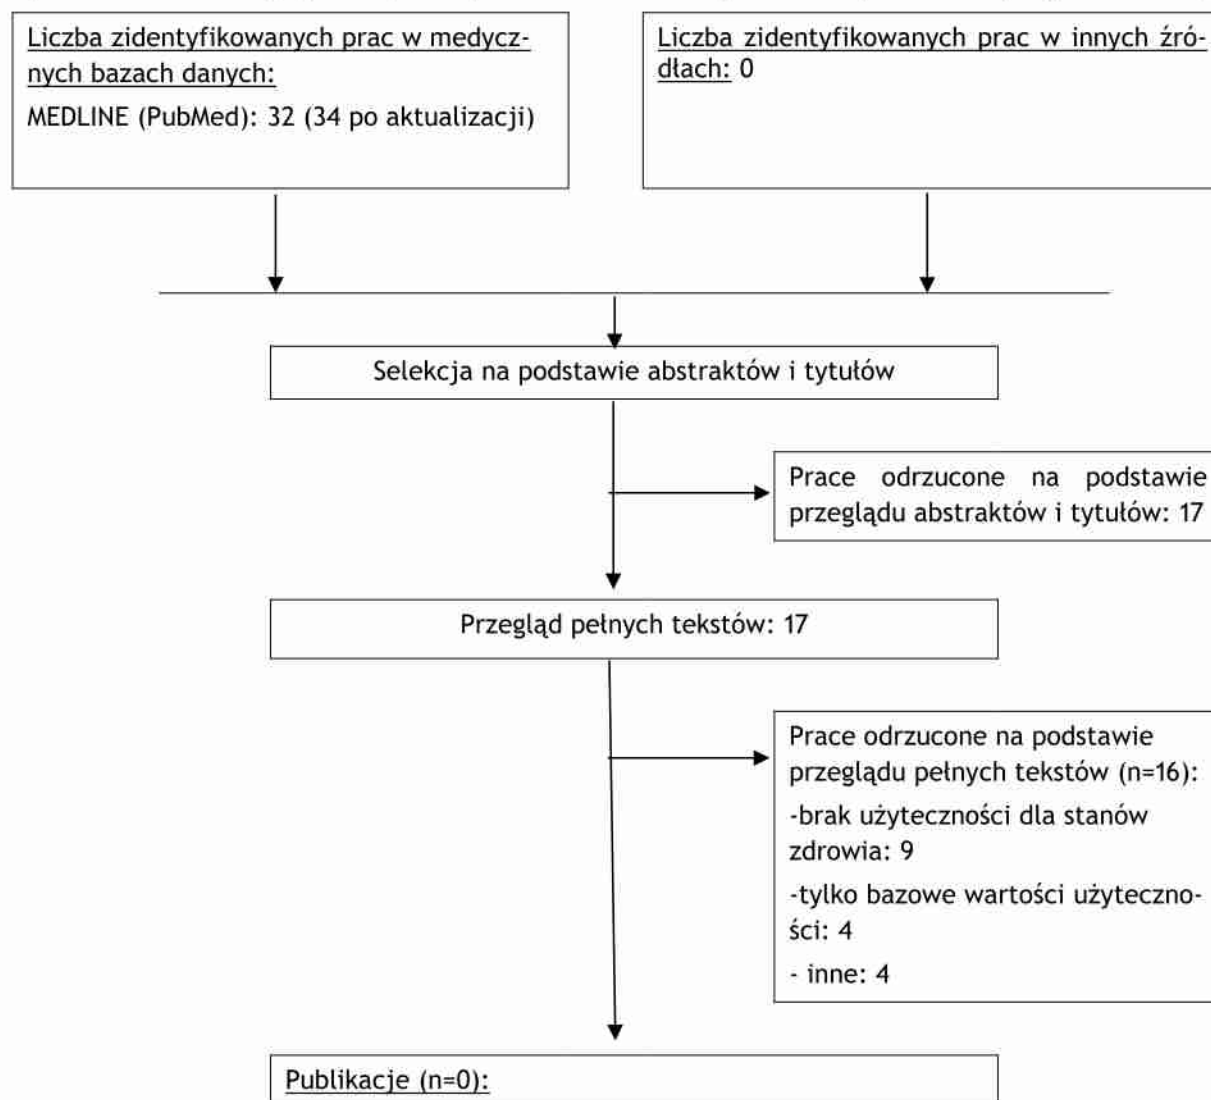 Liczba zidentyfikowanych prac w medycz-
nych bazach danych:
MEDLINE (PubMed): 32 (34 po aktualizacji)
Liczba zidentyfikowanych prac w innych źró-
dłach: 0
Selekcja na podstawie abstraktów i tytułów
Prace odrzucone na podstawie
przeglądu abstraktów i tytułów: 17
Przegląd pełnych tekstów: 17
Prace odrzucone na podstawie
przeglądu pełnych tekstów (n=16):
-brak użyteczności dla stanów
zdrowia: 9
-tylko bazowe wartości użyteczno-
ści: 4
- inne: 4
Publikacje (n=0):